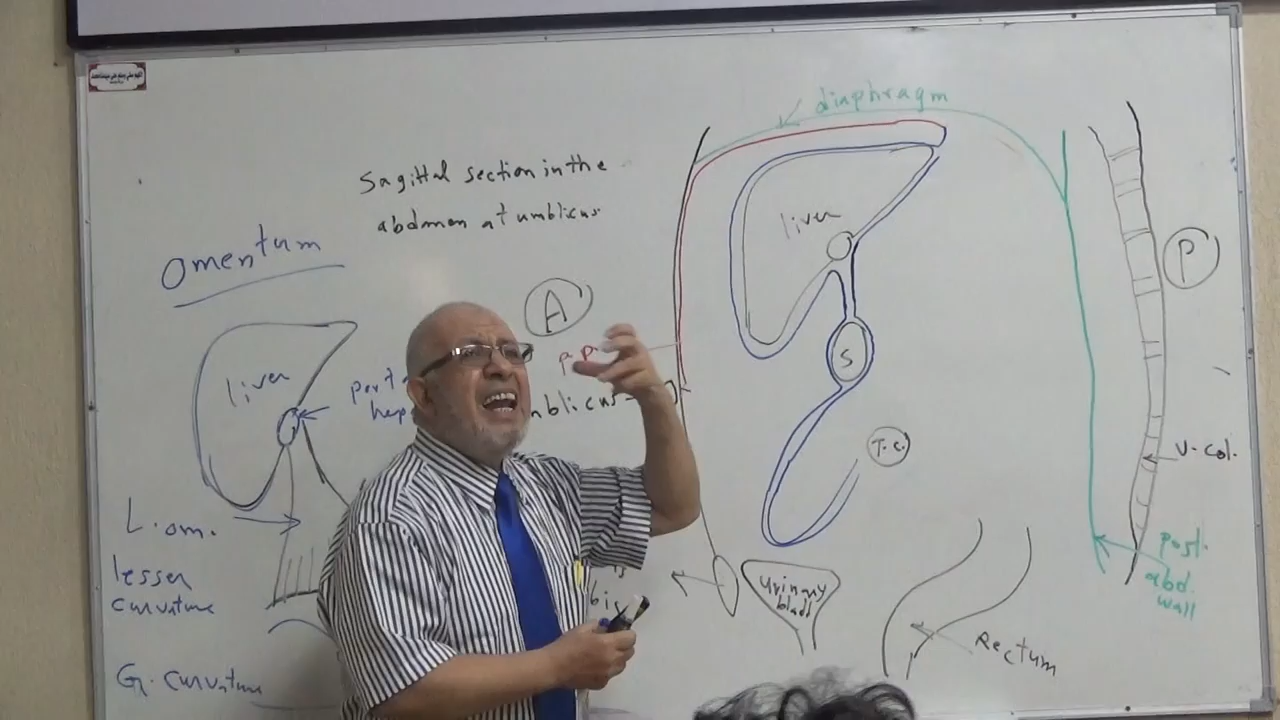 diaphragm
Sagittal section in the
abdomen at umblicus
Omentum
liver
liver
A
P
S
T.C.
V. Col.
L. om.
lesser
curvature
G. curvature
urinary
bladd
Rectum
post.
abd.
wall